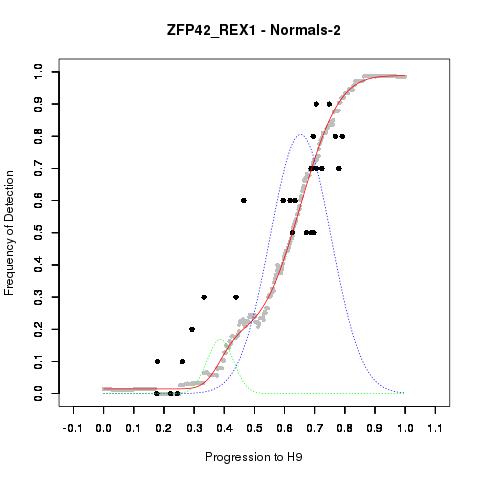 ZFP42_REX1 - Normals-2
Frequency of Detection
1.0
0.9
0.8
0.7
0.6
0.5
0.4
0.3
0.2
0.1
0.0
-0.1 0.0 0.1 0.2 0.3 0.4 0.5 0.6 0.7 0.8 0.9 1.0 1.1
Progression to H9